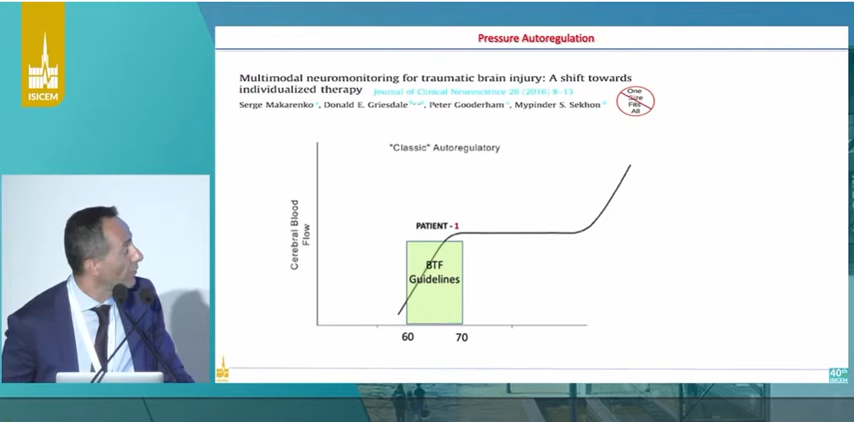 ISICEM
Pressure Autoregulation
Multimodal neuromonitoring for traumatic brain injury: A shift towards
individualized therapy Journal of Clinical Neuroscience 26 (2016) 8–13
Serge Makarenko, Donald E. Griesdale, Peter Gooderham, Mypinder S. Sekhon
One
Size
Fits
All
"Classic" Autoregulatory
Cerebral Blood
Flow
PATIENT - 1
BTF
Guidelines
60
70
40th
ISICEM